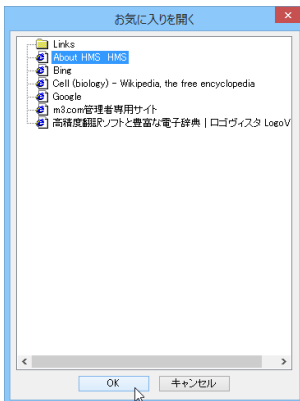 お気に入りを開く
Links
About HMS HMS
Bing
Cell (biology) - Wikipedia, the free encyclopedia
Google
m3.com管理者専用サイト
高精度翻訳ソフトと豊富な電子辞典 | ロゴヴィスタ LogoV
OK
キャンセル